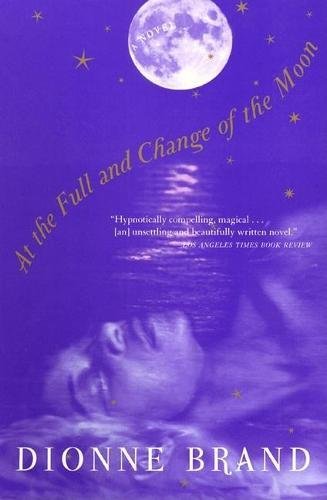 A NOVEL
At the Full and Change of the Moon
"Hypnotically compelling, magical . . .
[an] unsettling and beautifully written novel."
—LOS ANGELES TIMES BOOK REVIEW
DIONNE BRAND